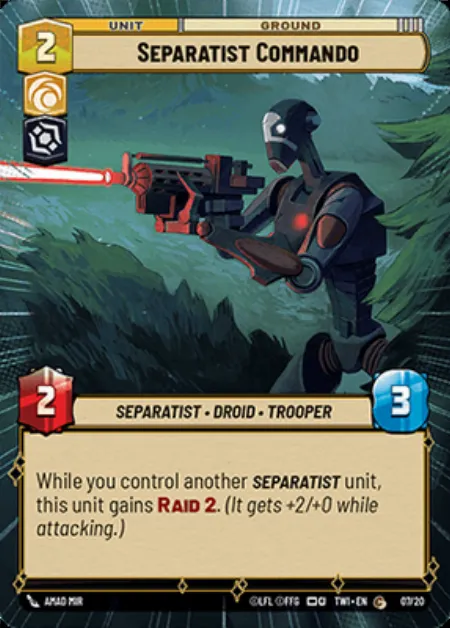 UNIT GROUND
2
SEPARATIST COMMANDO
2
SEPARATIST • DROID • TROOPER
3
While you control another SEPARATIST unit,
this unit gains RAID 2. (It gets +2/+0 while
attacking.)
AMAD MIR ©LFL ©FFG TWI • EN C 07/20